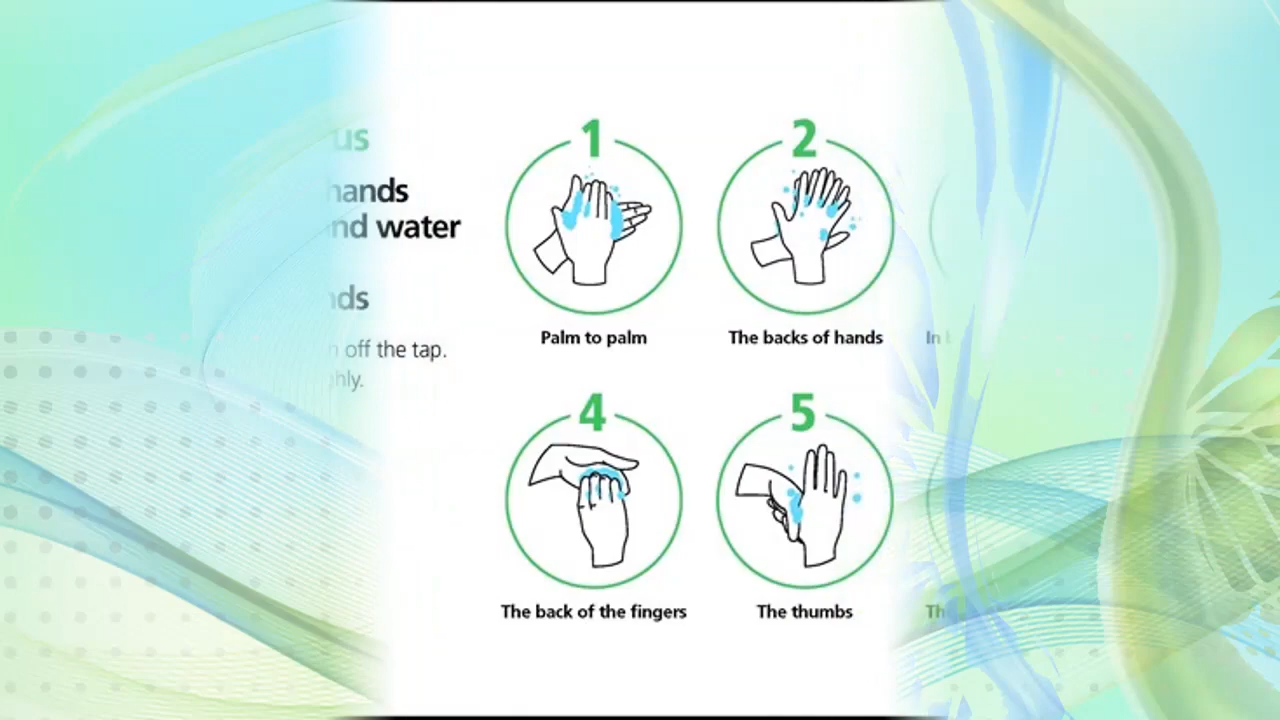 us
hands
nd water
nds
off the tap.
1
2
Palm to palm
The backs of hands
4
5
The back of the fingers
The thumbs